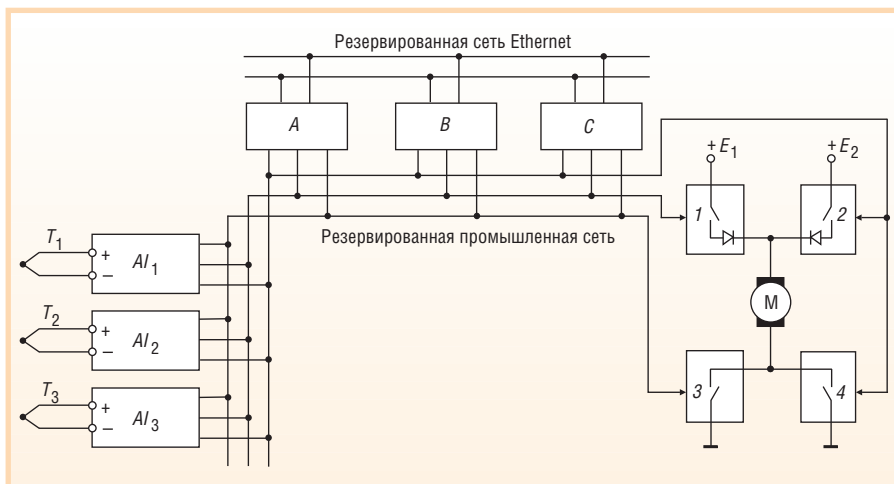 Резервированная сеть Ethernet
A
B
C
+ E1
+ E2
1
2
Резервированная промышленная сеть
T1
+
–
AI1
M
T2
+
–
AI2
3
4
T3
+
–
AI3